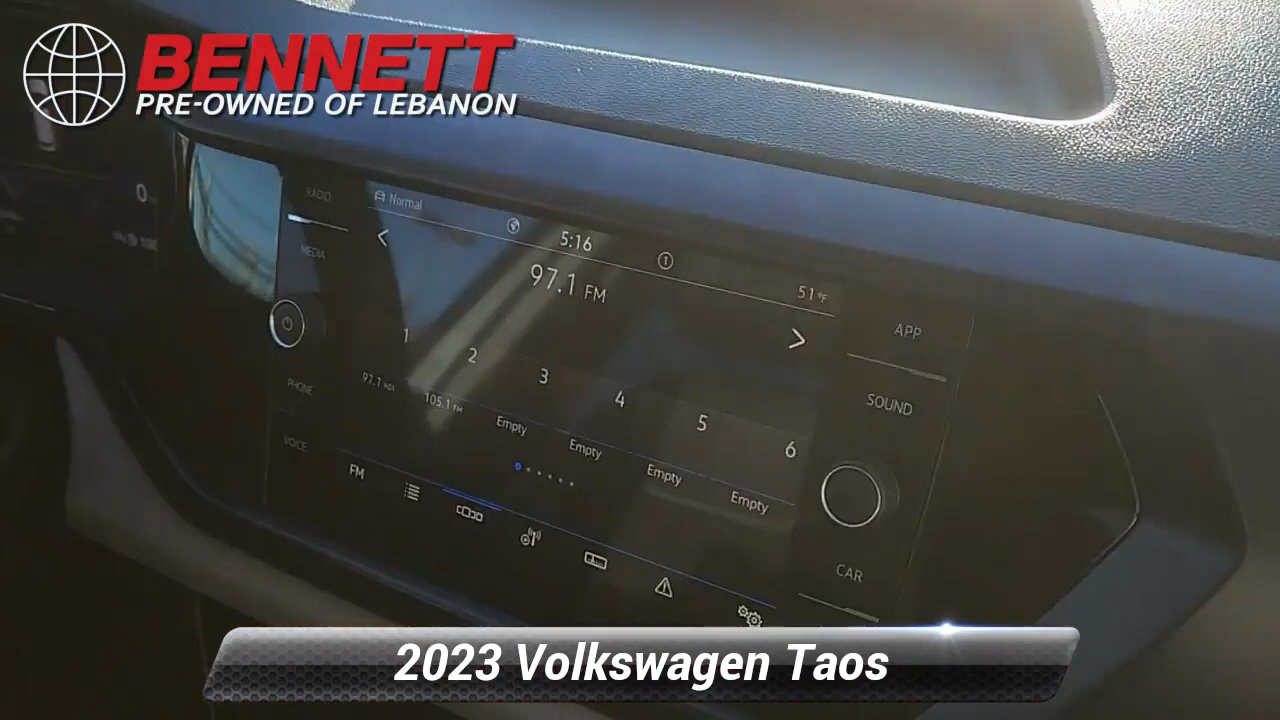 BENNETT
PRE-OWNED OF LEBANON
0
RADIO
MEDIA
PHONE
VOICE
Normal
5:16
51°F
97.1 FM
1
2
3
4
5
6
97.1
105.1 FM
Empty
Empty
Empty
Empty
FM
APP
SOUND
CAR
2023 Volkswagen Taos